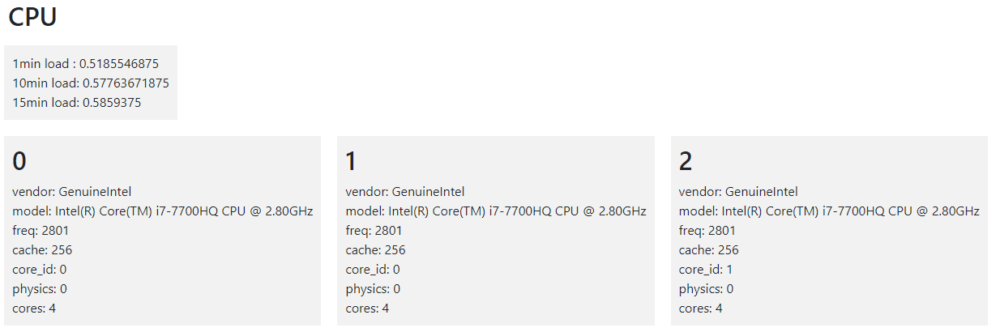 CPU
1min load : 0.5185546875
10min load: 0.57763671875
15min load: 0.5859375
0
vendor: GenuineIntel
model: Intel(R) Core(TM) i7-7700HQ CPU @ 2.80GHz
freq: 2801
cache: 256
core_id: 0
physics: 0
cores: 4
1
vendor: GenuineIntel
model: Intel(R) Core(TM) i7-7700HQ CPU @ 2.80GHz
freq: 2801
cache: 256
core_id: 0
physics: 0
cores: 4
2
vendor: GenuineIntel
model: Intel(R) Core(TM) i7-7700HQ CPU @ 2.80GHz
freq: 2801
cache: 256
core_id: 1
physics: 0
cores: 4